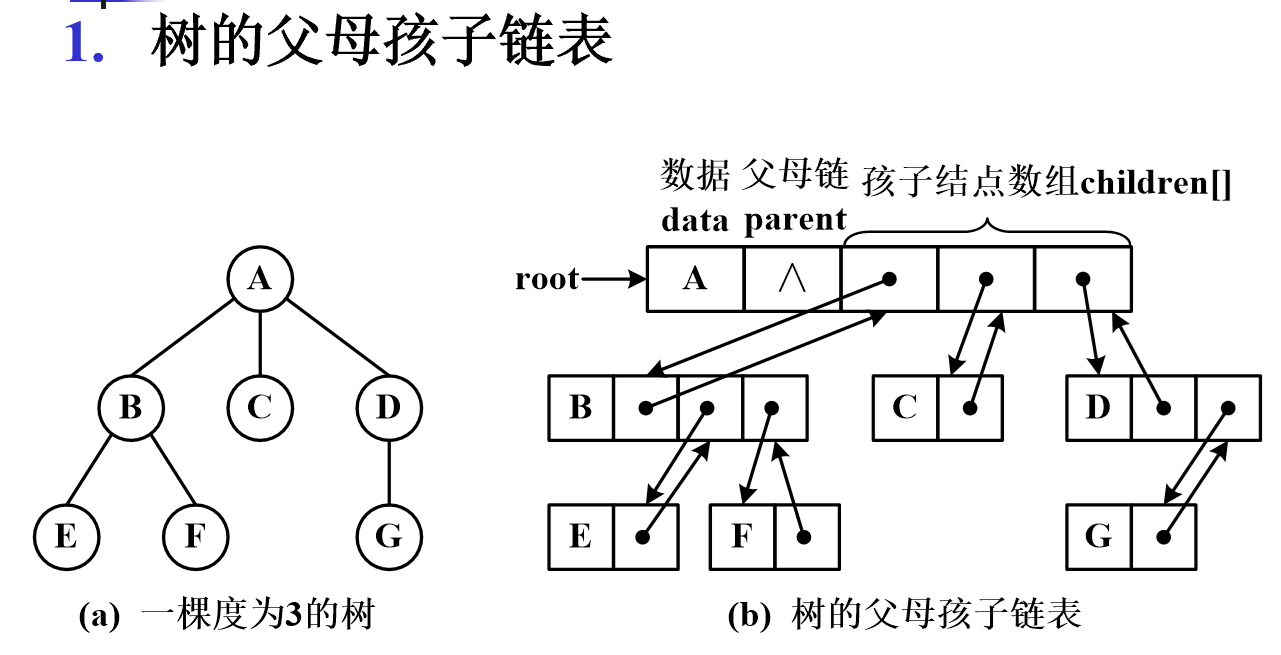 1. 树的父母孩子链表
数据 父母链 孩子结点数组children[]
data parent
root A ∧
A
B C D
E F G
B C D
E F G
(a) 一棵度为3的树
(b) 树的父母孩子链表